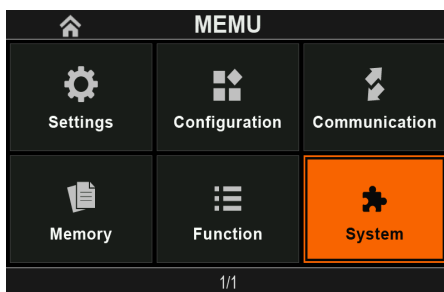 MEMU
Settings
Configuration
Communication
Memory
Function
System
1/1